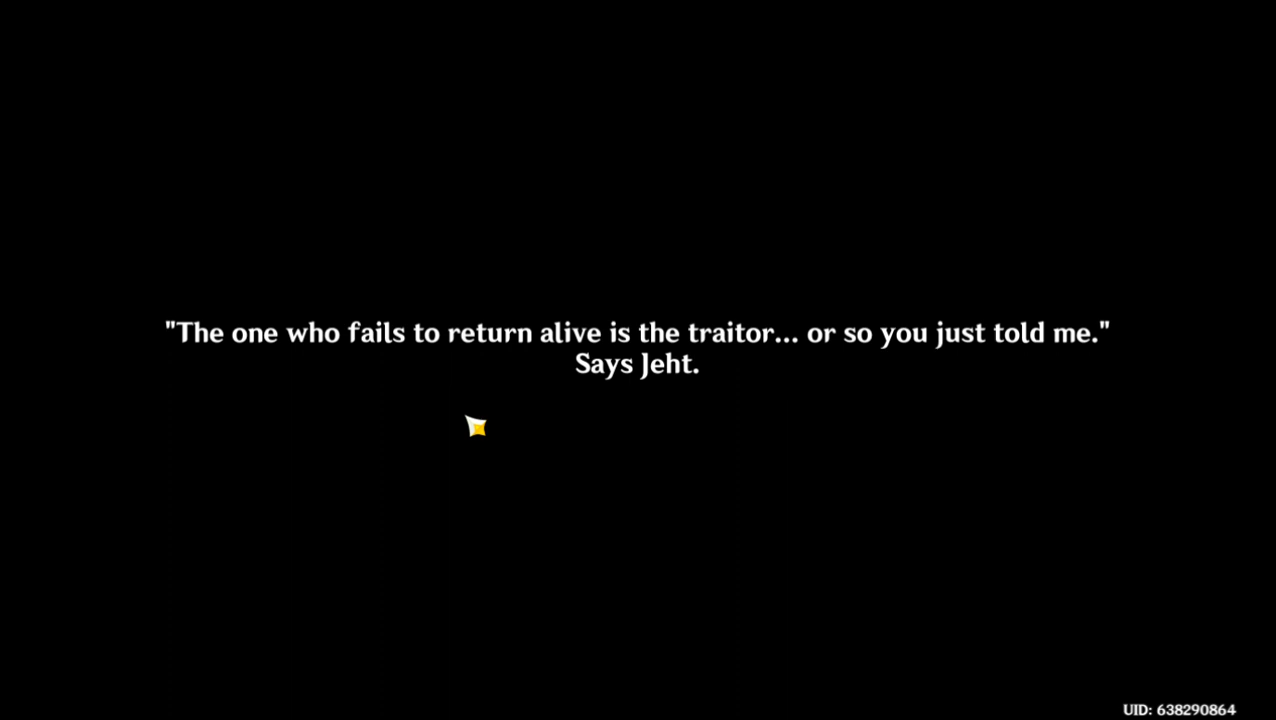 "The one who fails to return alive is the traitor... or so you just told me."
Says Jeht.
UID: 638290864